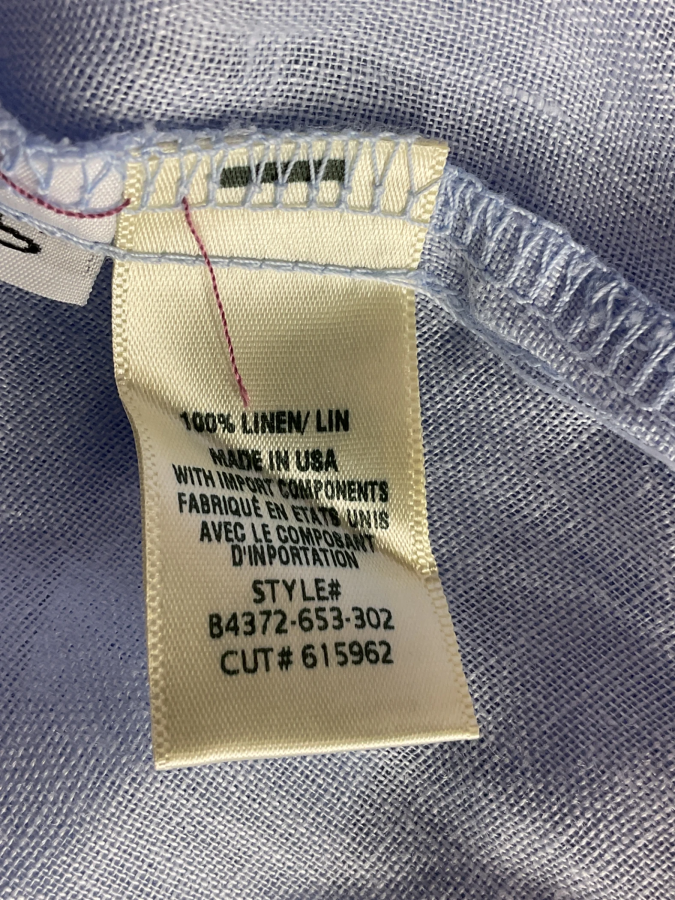 100% LINEN/ LIN
MADE IN USA
WITH IMPORT COMPONENTS
FABRIQUÉ EN ETATS UNIS
AVEC LE COMPOSANT
D'INPORTATION
STYLE#
B4372-653-302
CUT# 615962